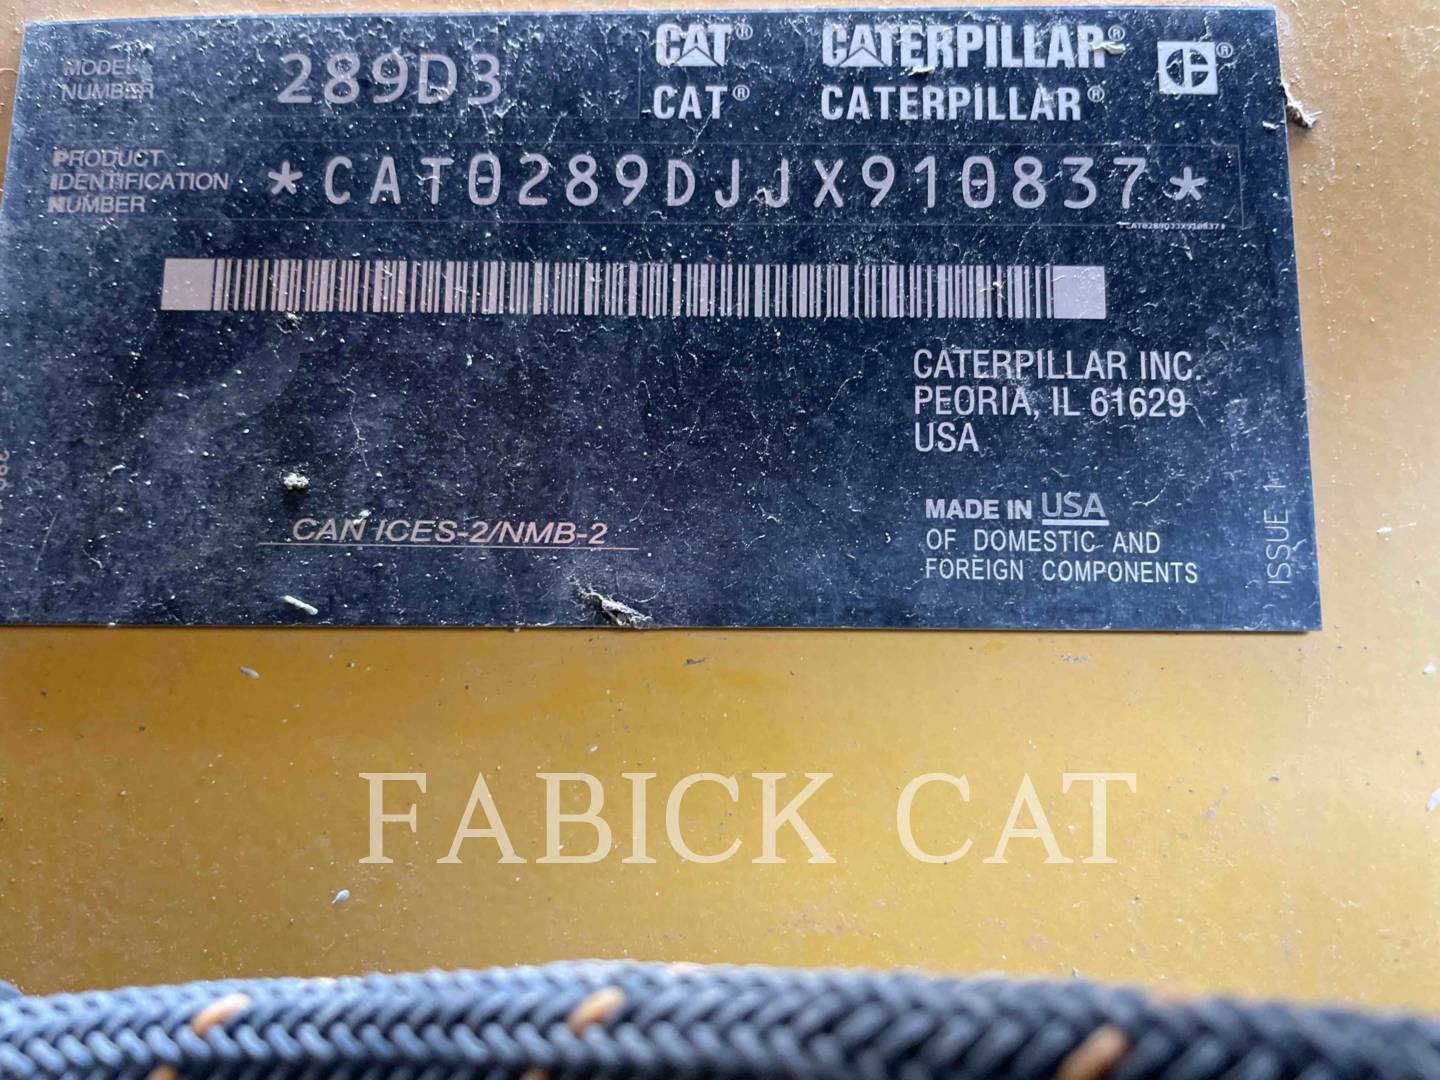 MODEL
NUMBER
289D3
CAT® CATERPILLAR®
CAT® CATERPILLAR®
PRODUCT
IDENTIFICATION
NUMBER
*CAT0289DJJX910837*
*CAT0289DJJX910837*
CATERPILLAR INC.
PEORIA, IL 61629
USA
CAN ICES-2/NMB-2
MADE IN USA
OF DOMESTIC AND
FOREIGN COMPONENTS
ISSUE
FABICK CAT